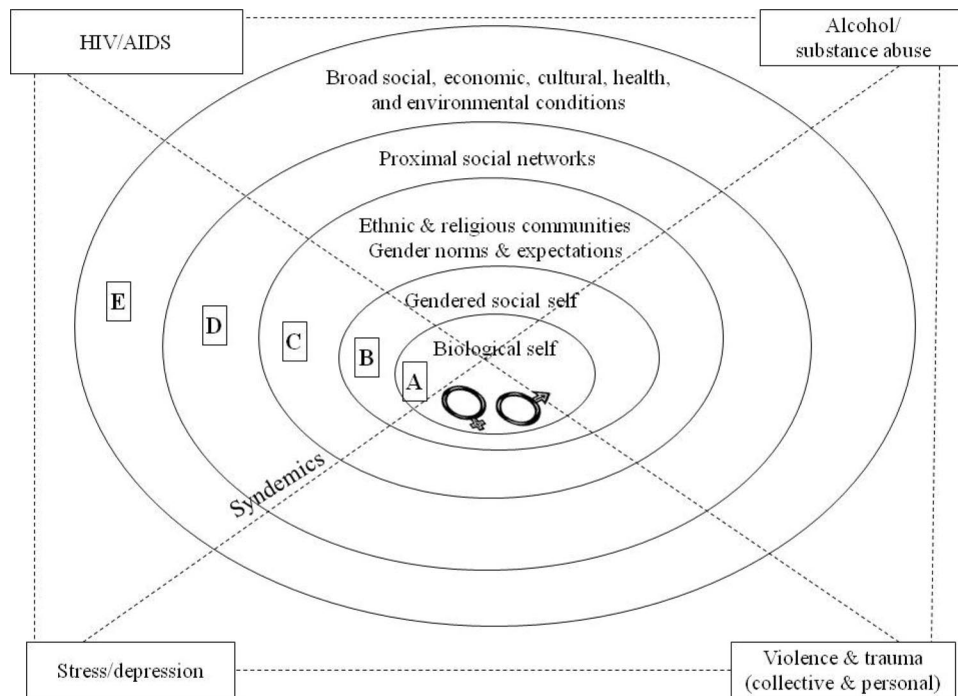 HIV/AIDS
Alcohol/
substance abuse
Broad social, economic, cultural, health,
and environmental conditions
Proximal social networks
Ethnic & religious communities
Gender norms & expectations
Gendered social self
Biological self
E
D
C
B
A
Syndemics
Stress/depression
Violence & trauma
(collective & personal)